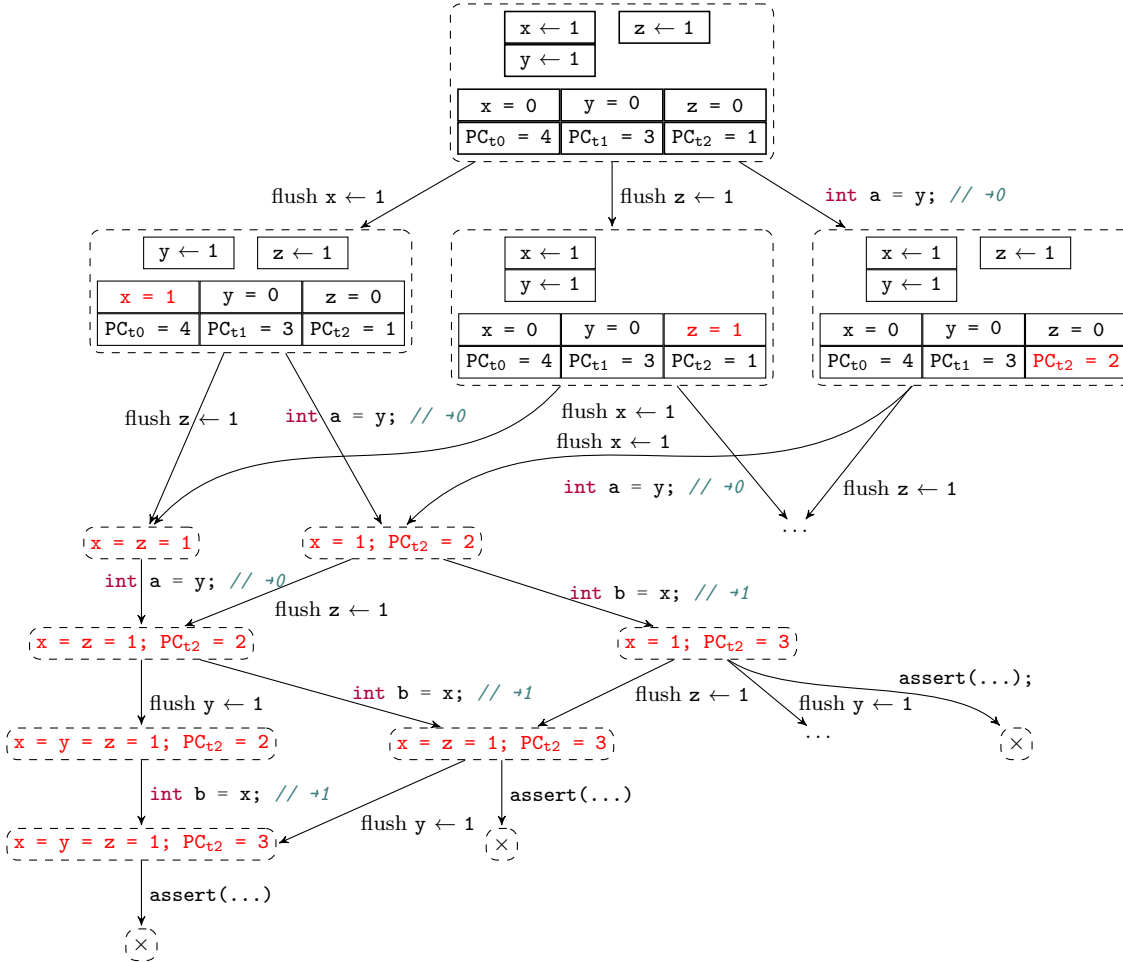 x ← 1 z ← 1
y ← 1
x = 0 y = 0 z = 0
PCt0 = 4 PCt1 = 3 PCt2 = 1
flush x ← 1
flush z ← 1
int a = y; // →0
y ← 1 z ← 1
x = 1 y = 0 z = 0
PCt0 = 4 PCt1 = 3 PCt2 = 1
x ← 1
y ← 1
x = 0 y = 0 z = 1
PCt0 = 4 PCt1 = 3 PCt2 = 1
x ← 1 z ← 1
y ← 1
x = 0 y = 0 z = 0
PCt0 = 4 PCt1 = 3 PCt2 = 2
flush z ← 1
int a = y; // →0
flush x ← 1
flush x ← 1
int a = y; // →0
flush z ← 1
x = z = 1
x = 1; PCt2 = 2
...
int a = y; // →0
flush z ← 1
int b = x; // →1
x = z = 1; PCt2 = 2
x = 1; PCt2 = 3
flush y ← 1
int b = x; // →1
flush z ← 1
flush y ← 1
assert(...);
x = y = z = 1; PCt2 = 2
x = z = 1; PCt2 = 3
...
×
int b = x; // →1
flush y ← 1
assert(...)
x = y = z = 1; PCt2 = 3
×
assert(...)
×